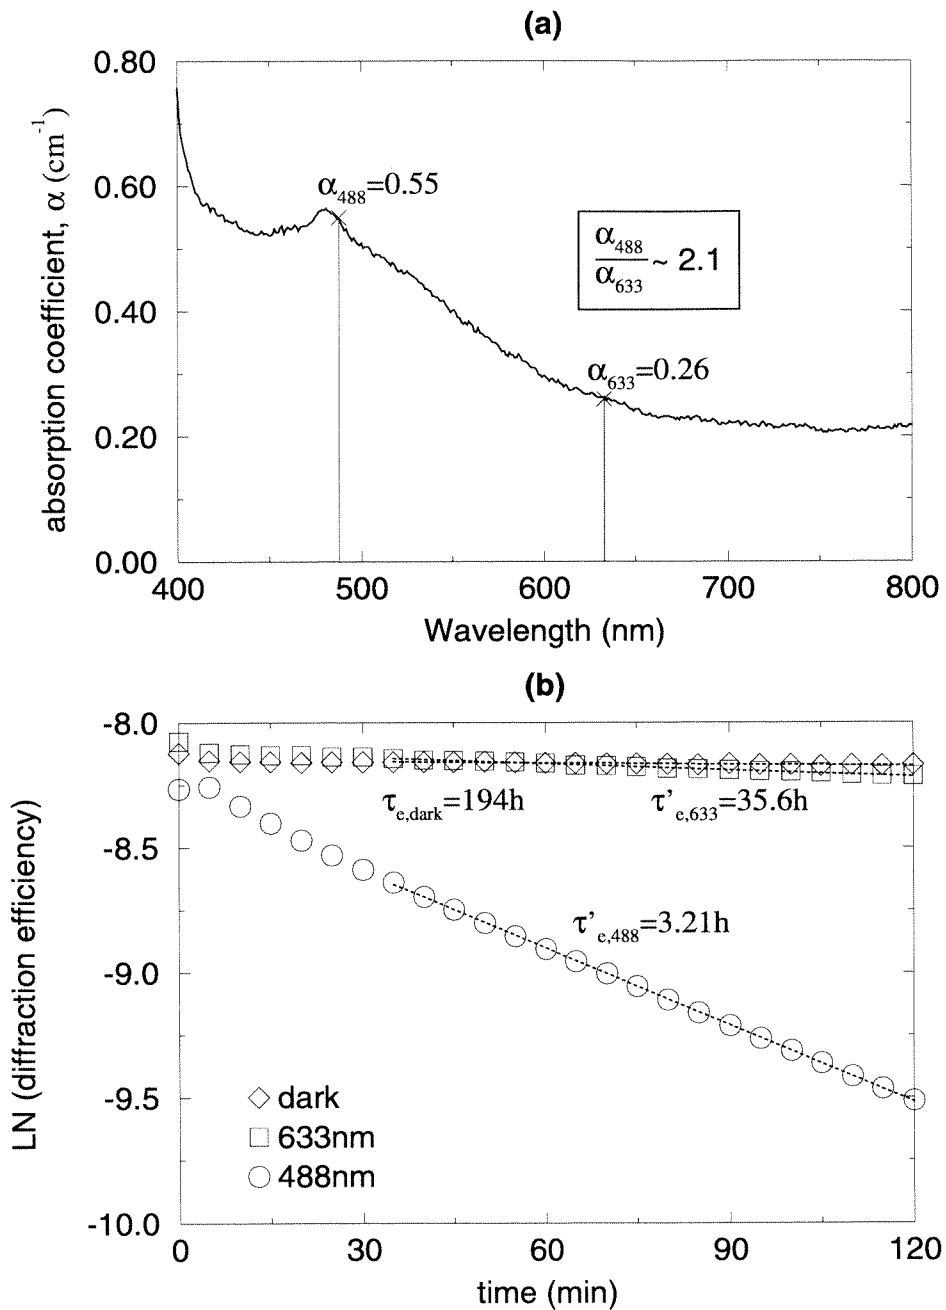 (a)
0.80
0.60
0.40
0.20
0.00
absorption coefficient, α (cm⁻¹)
α₄₈₈=0.55
α₄₈₈
α₆₃₃
~ 2.1
α₆₃₃=0.26
400 500 600 700 800
Wavelength (nm)
(b)
-8.0
-8.5
-9.0
-9.5
-10.0
LN (diffraction efficiency)
τe,dark=194h
τ'e,633=35.6h
τ'e,488=3.21h
dark
633nm
488nm
0 30 60 90 120
time (min)